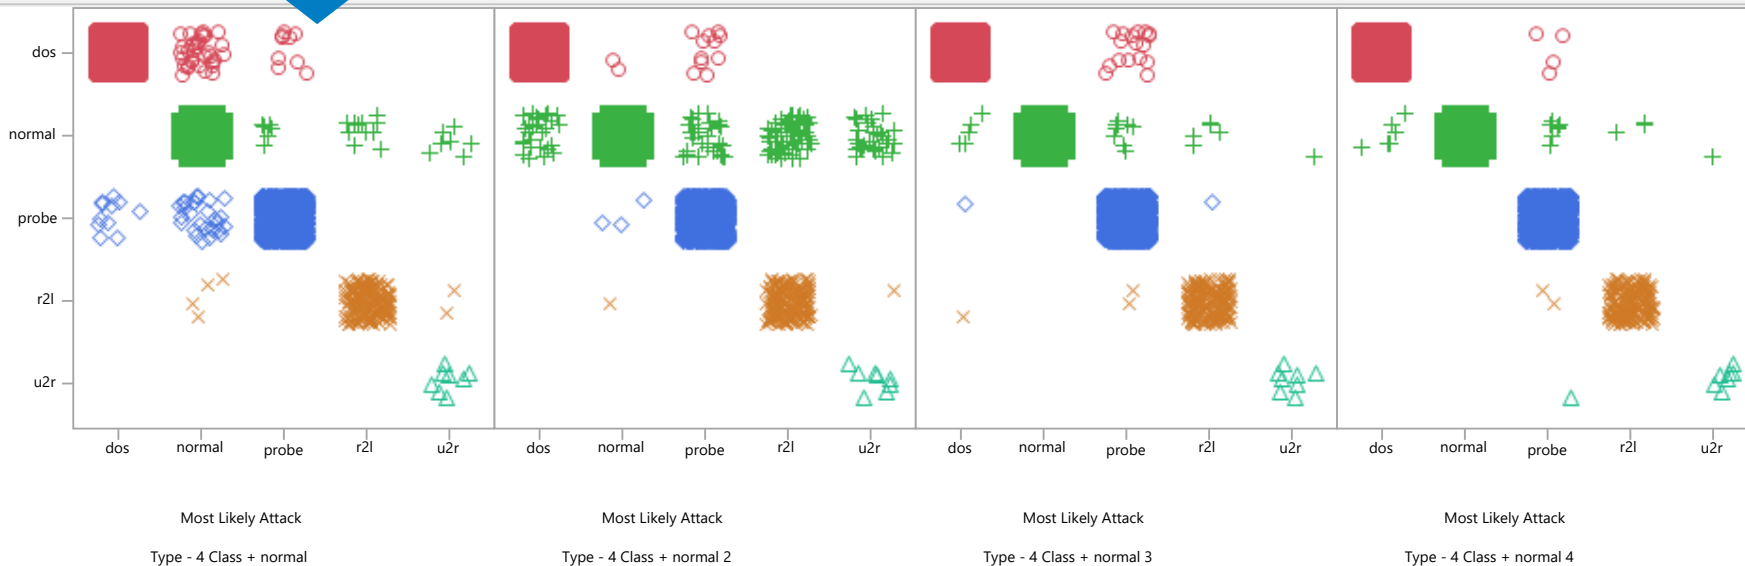 dos
normal
probe
r2l
u2r
dos normal probe r2l u2r dos normal probe r2l u2r dos normal probe r2l u2r dos normal probe r2l u2r
Most Likely Attack Most Likely Attack Most Likely Attack Most Likely Attack
Type - 4 Class + normal Type - 4 Class + normal 2 Type - 4 Class + normal 3 Type - 4 Class + normal 4